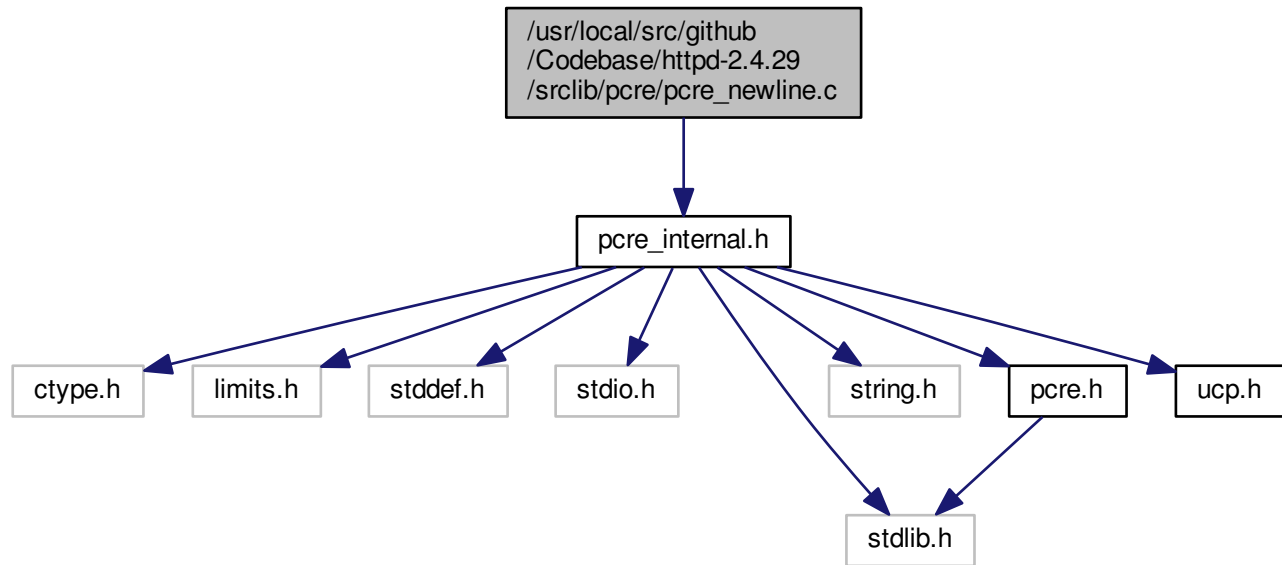 /usr/local/src/github
/Codebase/httpd-2.4.29
/srclib/pcre/pcre_newline.c
pcre_internal.h
ctype.h
limits.h
stddef.h
stdio.h
string.h
pcre.h
ucp.h
stdlib.h